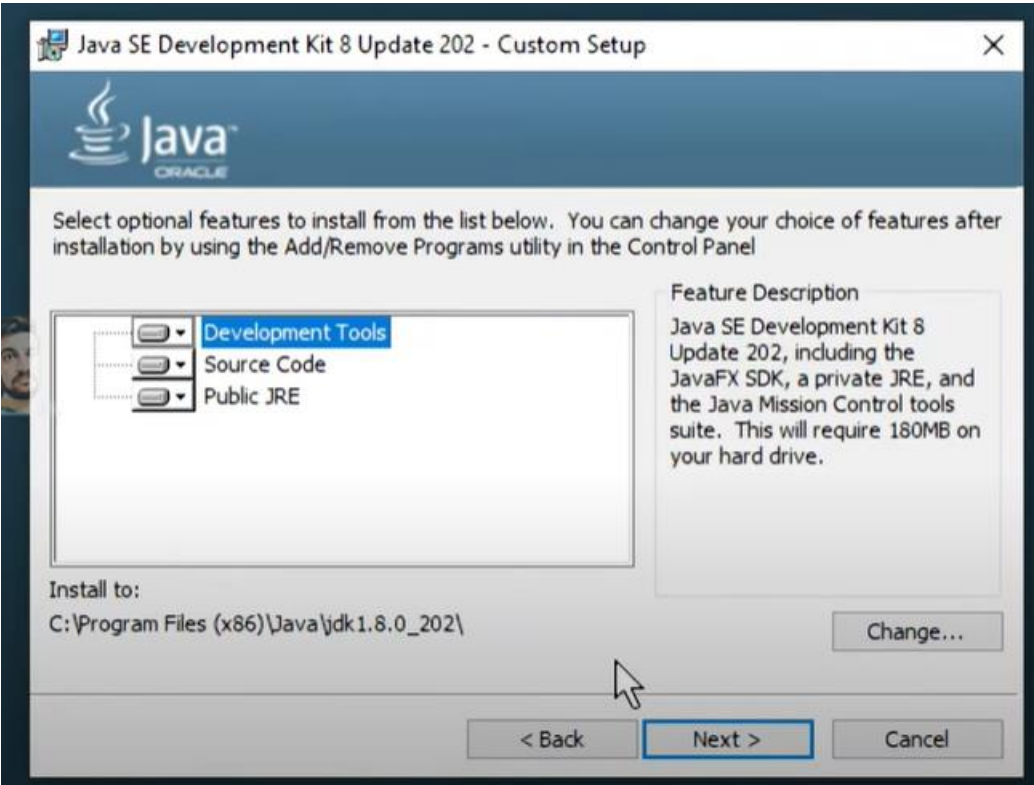 Java SE Development Kit 8 Update 202 - Custom Setup
Java™
ORACLE
Select optional features to install from the list below. You can change your choice of features after
installation by using the Add/Remove Programs utility in the Control Panel
Development Tools
Source Code
Public JRE
Feature Description
Java SE Development Kit 8
Update 202, including the
JavaFX SDK, a private JRE, and
the Java Mission Control tools
suite. This will require 180MB on
your hard drive.
Install to:
C:\Program Files (x86)\Java\jdk1.8.0_202\
Change...
< Back
Next >
Cancel